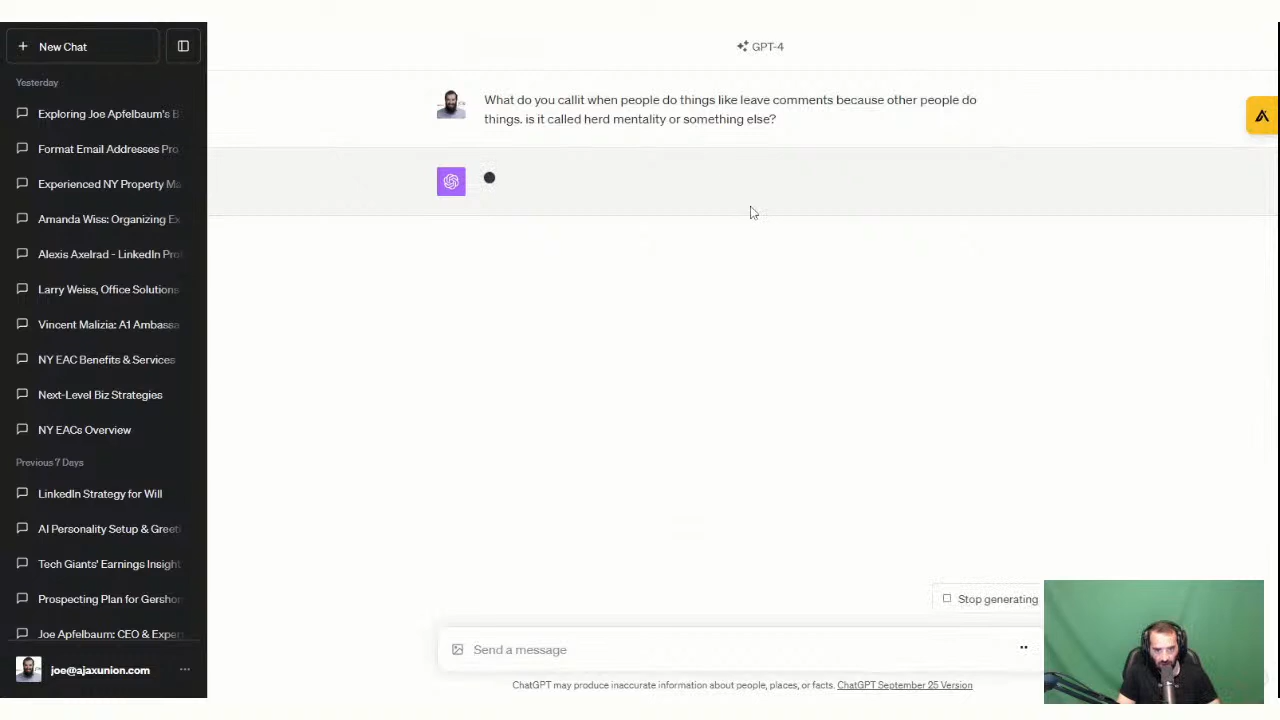 New Chat
Yesterday
Exploring Joe Apfelbaum's B
Format Email Addresses Pro
Experienced NY Property Ma
Amanda Wiss: Organizing Ex
Alexis Axelrad - LinkedIn Pro
Larry Weiss, Office Solutions
Vincent Malizia: A1 Ambassa
NY EAC Benefits & Services
Next-Level Biz Strategies
NY EACs Overview
Previous 7 Days
LinkedIn Strategy for Will
AI Personality Setup & Greeti
Tech Giants' Earnings Insight
Prospecting Plan for Gershon
Joe Apfelbaum: CEO & Exper
joe@ajaxunion.com
GPT-4
What do you callit when people do things like leave comments because other people do
things. is it called herd mentality or something else?
Stop generating
Send a message
ChatGPT may produce inaccurate information about people, places, or facts. ChatGPT September 25 Version